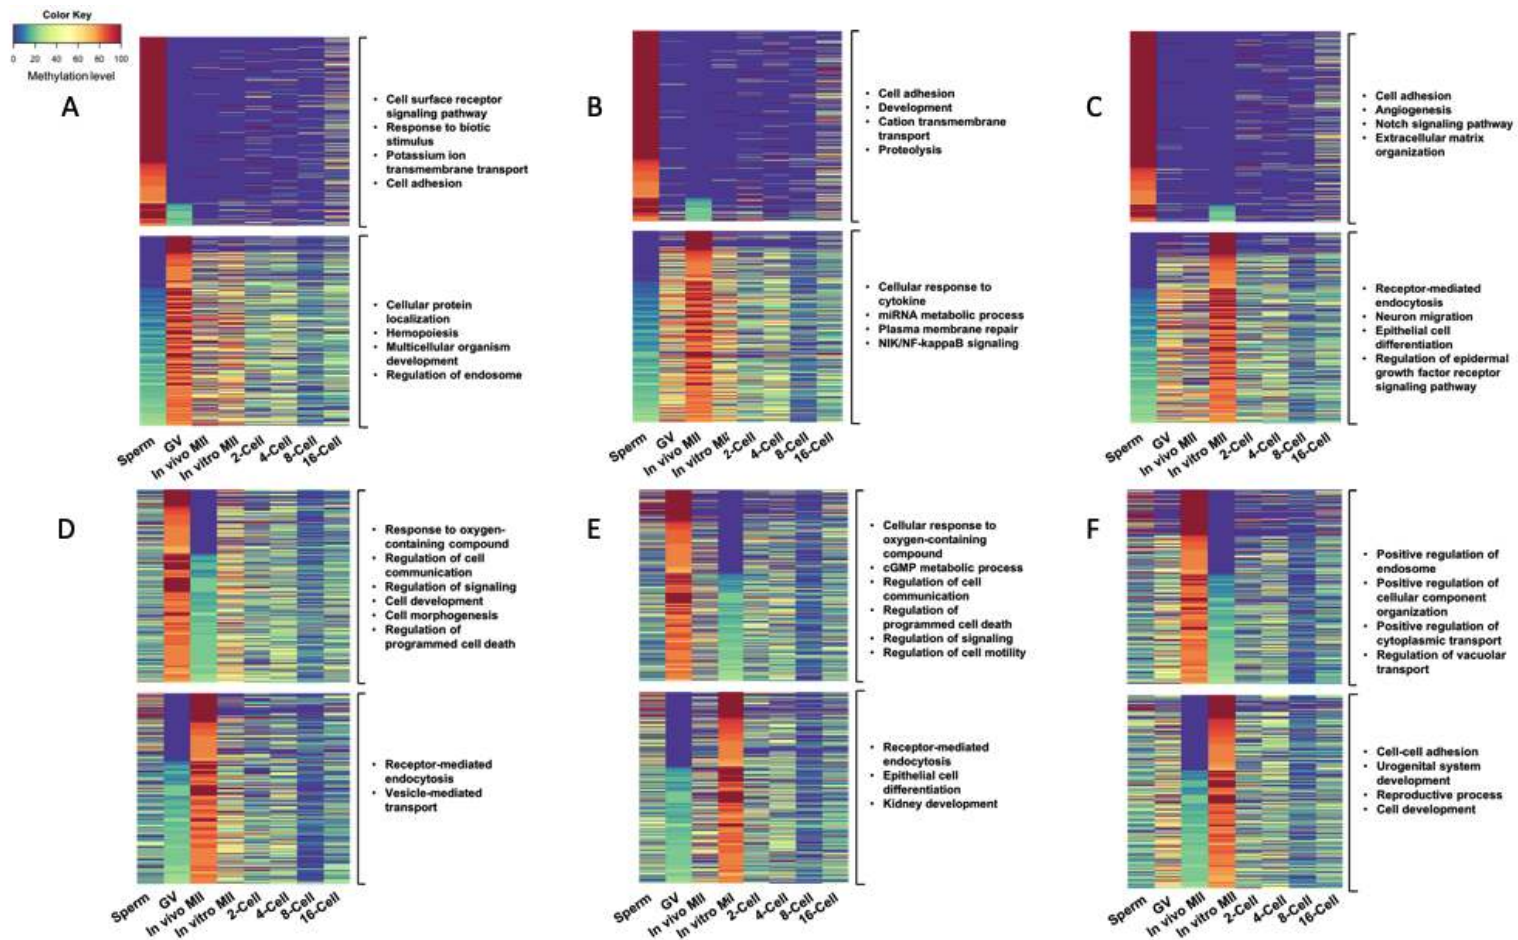 Color Key
0 20 40 60 80 100
Methylation level
A
• Cell surface receptor
signaling pathway
• Response to biotic
stimulus
• Potassium ion
transmembrane transport
• Cell adhesion
• Cellular protein
localization
• Hemopoiesis
• Multicellular organism
development
• Regulation of endosome
Sperm
GV
In vivo MII
In vitro MII
2-Cell
4-Cell
8-Cell
16-Cell
B
• Cell adhesion
• Development
• Cation transmembrane
transport
• Proteolysis
• Cellular response to
cytokine
• miRNA metabolic process
• Plasma membrane repair
• NIK/NF-kappaB signaling
Sperm
GV
In vivo MII
In vitro MI'
2-Cell
4-Cell
8-Cell
16-Cell
C
• Cell adhesion
• Angiogenesis
• Notch signaling pathway
• Extracellular matrix
organization
• Receptor-mediated
endocytosis
• Neuron migration
• Epithelial cell
differentiation
• Regulation of epidermal
growth factor receptor
signaling pathway
Sperm
GV
In vivo MII
In vitro MII
2-Cell
4-Cell
8-Cell
16-Cell
D
• Response to oxygen-
containing compound
• Regulation of cell
communication
• Regulation of signaling
• Cell development
• Cell morphogenesis
• Regulation of
programmed cell death
• Receptor-mediated
endocytosis
• Vesicle-mediated
transport
Sperm
GV
In vivo MII
In vitro MII
2-Cell
4-Cell
8-Cell
16-Cell
E
• Cellular response to
oxygen-containing
compound
• cGMP metabolic process
• Regulation of cell
communication
• Regulation of
programmed cell death
• Regulation of signaling
• Regulation of cell motility
• Receptor-mediated
endocytosis
• Epithelial cell
differentiation
• Kidney development
Sperm
GV
In vivo MII
In vitro MII
2-Cell
4-Cell
8-Cell
16-Cell
F
• Positive regulation of
endosome
• Positive regulation of
cellular component
organization
• Positive regulation of
cytoplasmic transport
• Regulation of vacuolar
transport
• Cell-cell adhesion
• Urogenital system
development
• Reproductive process
• Cell development
Sperm
GV
In vivo MII
In vitro MII
2-Cell
4-Cell
8-Cell
16-Cell